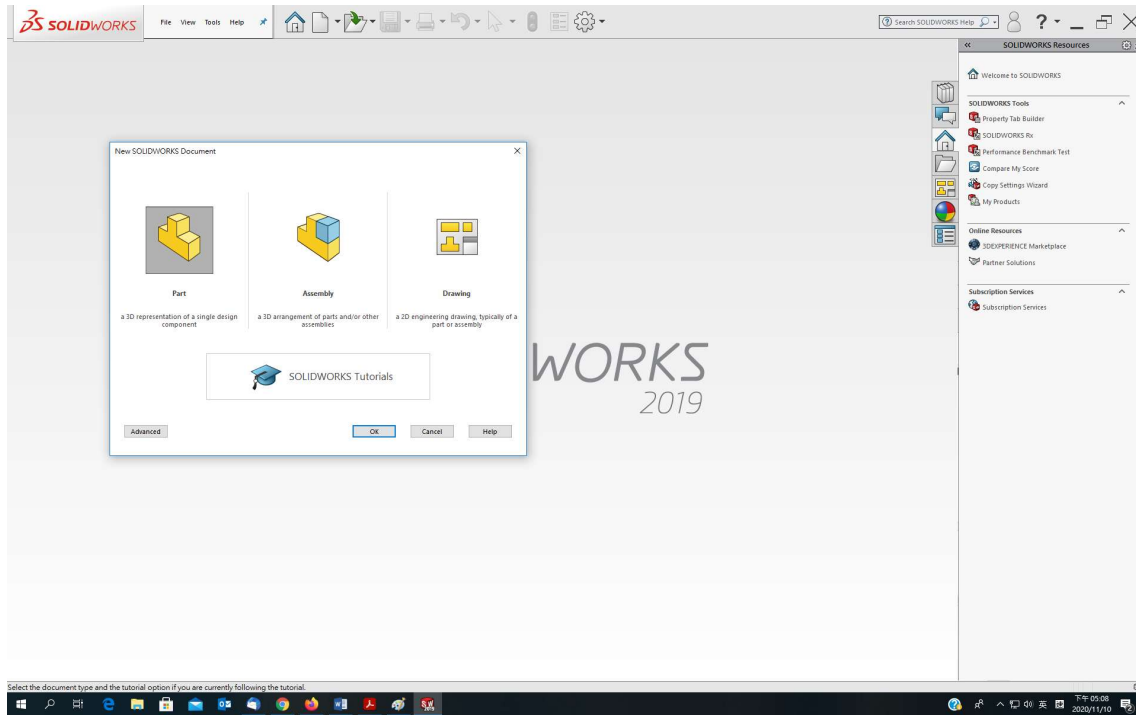 SOLIDWORKS File View Tools Help
? Search SOLIDWORKS Help
?
SOLIDWORKS Resources
Welcome to SOLIDWORKS
SOLIDWORKS Tools
Property Tab Builder
SOLIDWORKS Rx
Performance Benchmark Test
Compare My Score
Copy Settings Wizard
My Products
Online Resources
3DEXPERIENCE Marketplace
Partner Solutions
Subscription Services
Subscription Services
New SOLIDWORKS Document
Part
a 3D representation of a single design
component
Assembly
a 3D arrangement of parts and/or other
assemblies
Drawing
a 2D engineering drawing, typically of a
part or assembly
SOLIDWORKS Tutorials
Advanced OK Cancel Help
WORKS
2019
Select the document type and the tutorial option if you are currently following the tutorial.
英
下午 05:08
2020/11/10